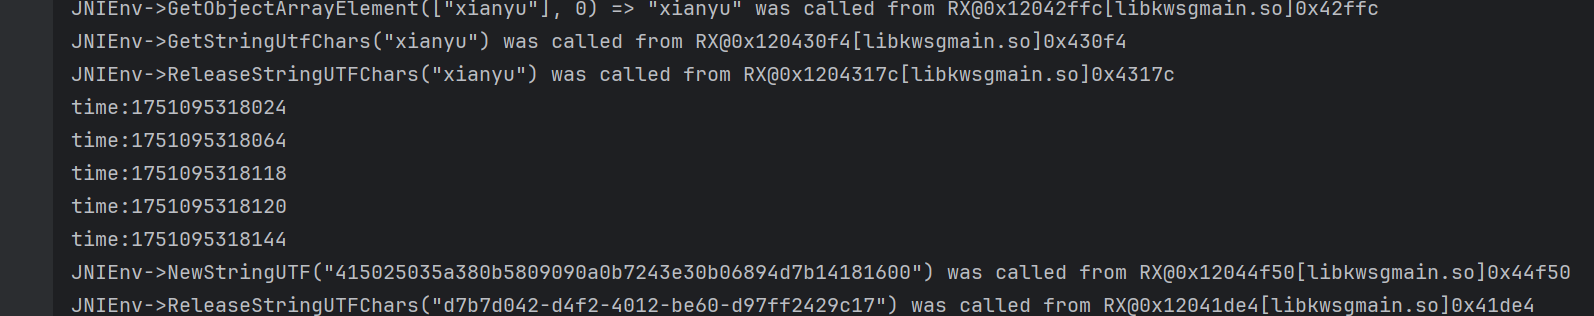 JNIEnv->GetObjectArrayElement(["xianyu"], 0) => "xianyu" was called from RX@0x12042ffc[libkwsgmain.so]0x42ffc
JNIEnv->GetStringUtfChars("xianyu") was called from RX@0x120430f4[libkwsgmain.so]0x430f4
JNIEnv->ReleaseStringUTFChars("xianyu") was called from RX@0x1204317c[libkwsgmain.so]0x4317c
time:1751095318024
time:1751095318064
time:1751095318118
time:1751095318120
time:1751095318144
JNIEnv->NewStringUTF("415025035a380b5809090a0b7243e30b06894d7b14181600") was called from RX@0x12044f50[libkwsgmain.so]0x44f50
JNIEnv->ReleaseStringUTFChars("d7b7d042-d4f2-4012-be60-d97ff2429c17") was called from RX@0x12041de4[libkwsgmain.so]0x41de4